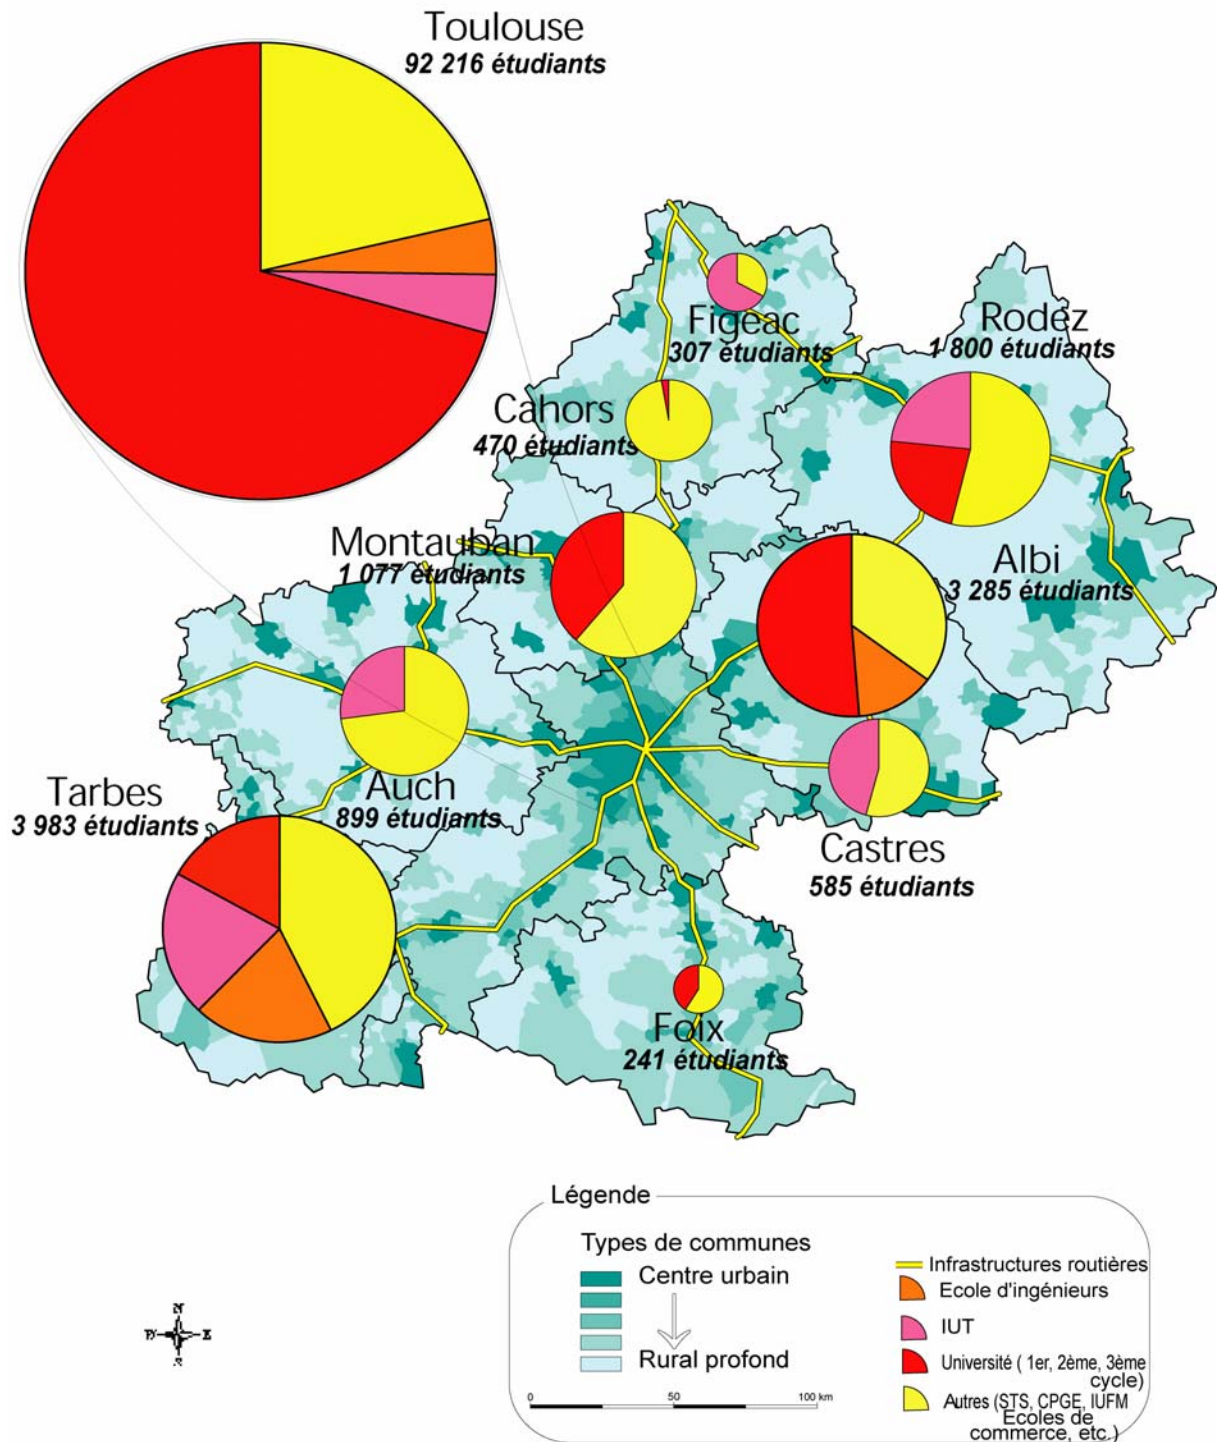 Toulouse
92 216 étudiants
Figeac
307 étudiants
Rodez
1 800 étudiants
Cahors
470 étudiants
Montauban
1 077 étudiants
Albi
3 285 étudiants
Tarbes
3 983 étudiants
Auch
899 étudiants
Castres
585 étudiants
Foix
241 étudiants
Légende
Types de communes
Centre urbain
Rural profond
Infrastructures routières
Ecole d'ingénieurs
IUT
Université ( 1er, 2ème, 3ème
cycle)
Autres (STS, CPGE, IUFM
Ecoles de
commerce, etc.)
N
E
S
0 50 100 km